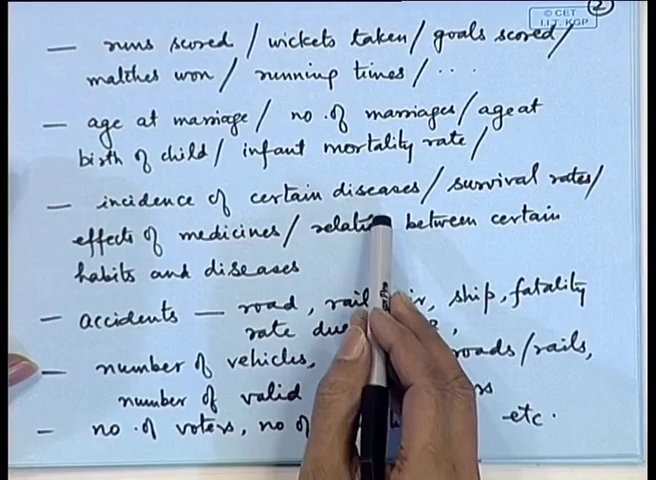 © CET
I.I.T. KGP
2
— runs scored / wickets taken / goals scored /
matches won / running times / ...
— age at marriage / no. of marriages / age at
birth of child / infant mortality rate /
— incidence of certain diseases / survival rates /
effects of medicines / between certain
habits and diseases
— accidents — road, rail, ship, fatality
rate
— number of vehicles, roads / rails,
number of valid
— no. of voters, no of etc.